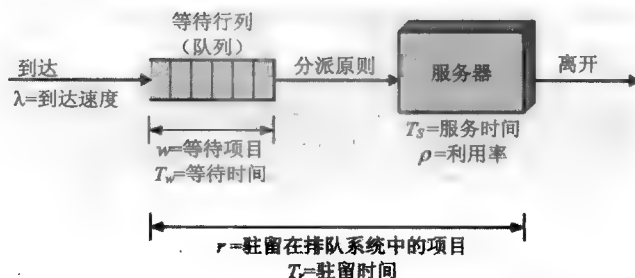 等待行列
（队列）
到达
λ=到达速度
分派原则
服务器
离开
w=等待项目
Tw=等待时间
Ts=服务时间
ρ=利用率
r=驻留在排队系统中的项目
Tr=驻留时间